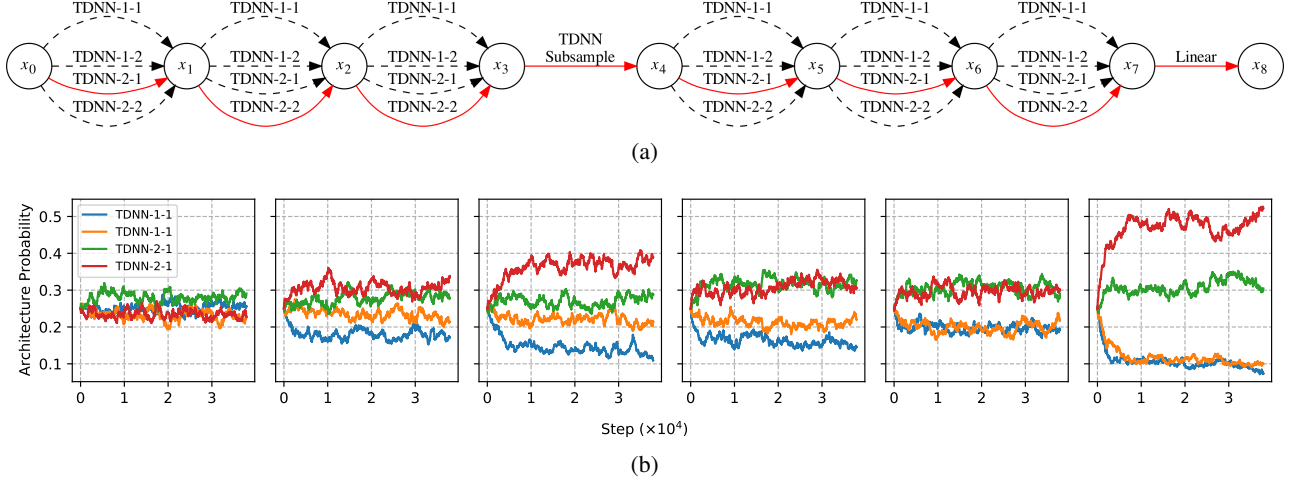 TDNN-1-1 TDNN-1-1 TDNN-1-1 TDNN-1-1 TDNN-1-1 TDNN-1-1
TDNN
Subsample
TDNN-1-2 TDNN-1-2 TDNN-1-2 TDNN-1-2 TDNN-1-2 TDNN-1-2 Linear
x0 x1 x2 x3 x4 x5 x6 x7 x8
TDNN-2-1 TDNN-2-1 TDNN-2-1 TDNN-2-1 TDNN-2-1 TDNN-2-1
TDNN-2-2 TDNN-2-2 TDNN-2-2 TDNN-2-2 TDNN-2-2 TDNN-2-2
(a)
Architecture Probability
0.5
0.4
0.3
0.2
0.1
TDNN-1-1
TDNN-1-1
TDNN-2-1
TDNN-2-1
0 1 2 3 0 1 2 3 0 1 2 3 0 1 2 3 0 1 2 3 0 1 2 3
Step (×10⁴)
(b)